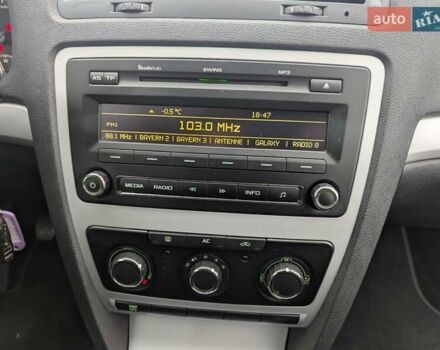 auto RIA
ŠkodaAuto SWING MP3
AS TP
-0.5°C 18:47
FM1 103.0 MHz
88.1 MHz | BAYERN 2 | BAYERN 3 | ANTENNE | GALAXY | RADIO 8
MEDIA RADIO INFO
AC